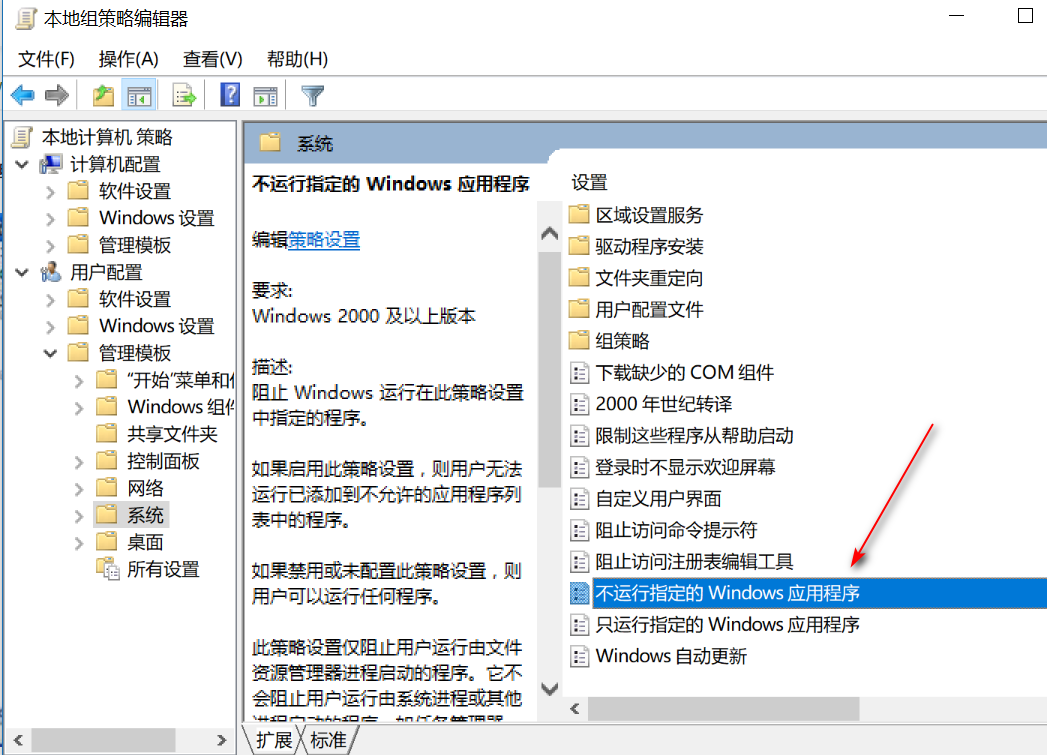 本地组策略编辑器
文件(F) 操作(A) 查看(V) 帮助(H)
本地计算机 策略
计算机配置
软件设置
Windows 设置
管理模板
用户配置
软件设置
Windows 设置
管理模板
“开始”菜单和
Windows 组
共享文件夹
控制面板
网络
系统
桌面
所有设置
系统
不运行指定的 Windows 应用程序
编辑策略设置
要求:
Windows 2000 及以上版本
描述:
阻止 Windows 运行在此策略设置
中指定的程序。
如果启用此策略设置，则用户无法
运行已添加到不允许的应用程序列
表中的程序。
如果禁用或未配置此策略设置，则
用户可以运行任何程序。
此策略设置仅阻止用户运行由文件
资源管理器进程启动的程序。它不
会阻止用户运行由系统进程或其他
进程启动的程序，如任务管理器
设置
区域设置服务
驱动程序安装
文件夹重定向
用户配置文件
组策略
下载缺少的 COM 组件
2000 年世纪转译
限制这些程序从帮助启动
登录时不显示欢迎屏幕
自定义用户界面
阻止访问命令提示符
阻止访问注册表编辑工具
不运行指定的 Windows 应用程序
只运行指定的 Windows 应用程序
Windows 自动更新
扩展 标准